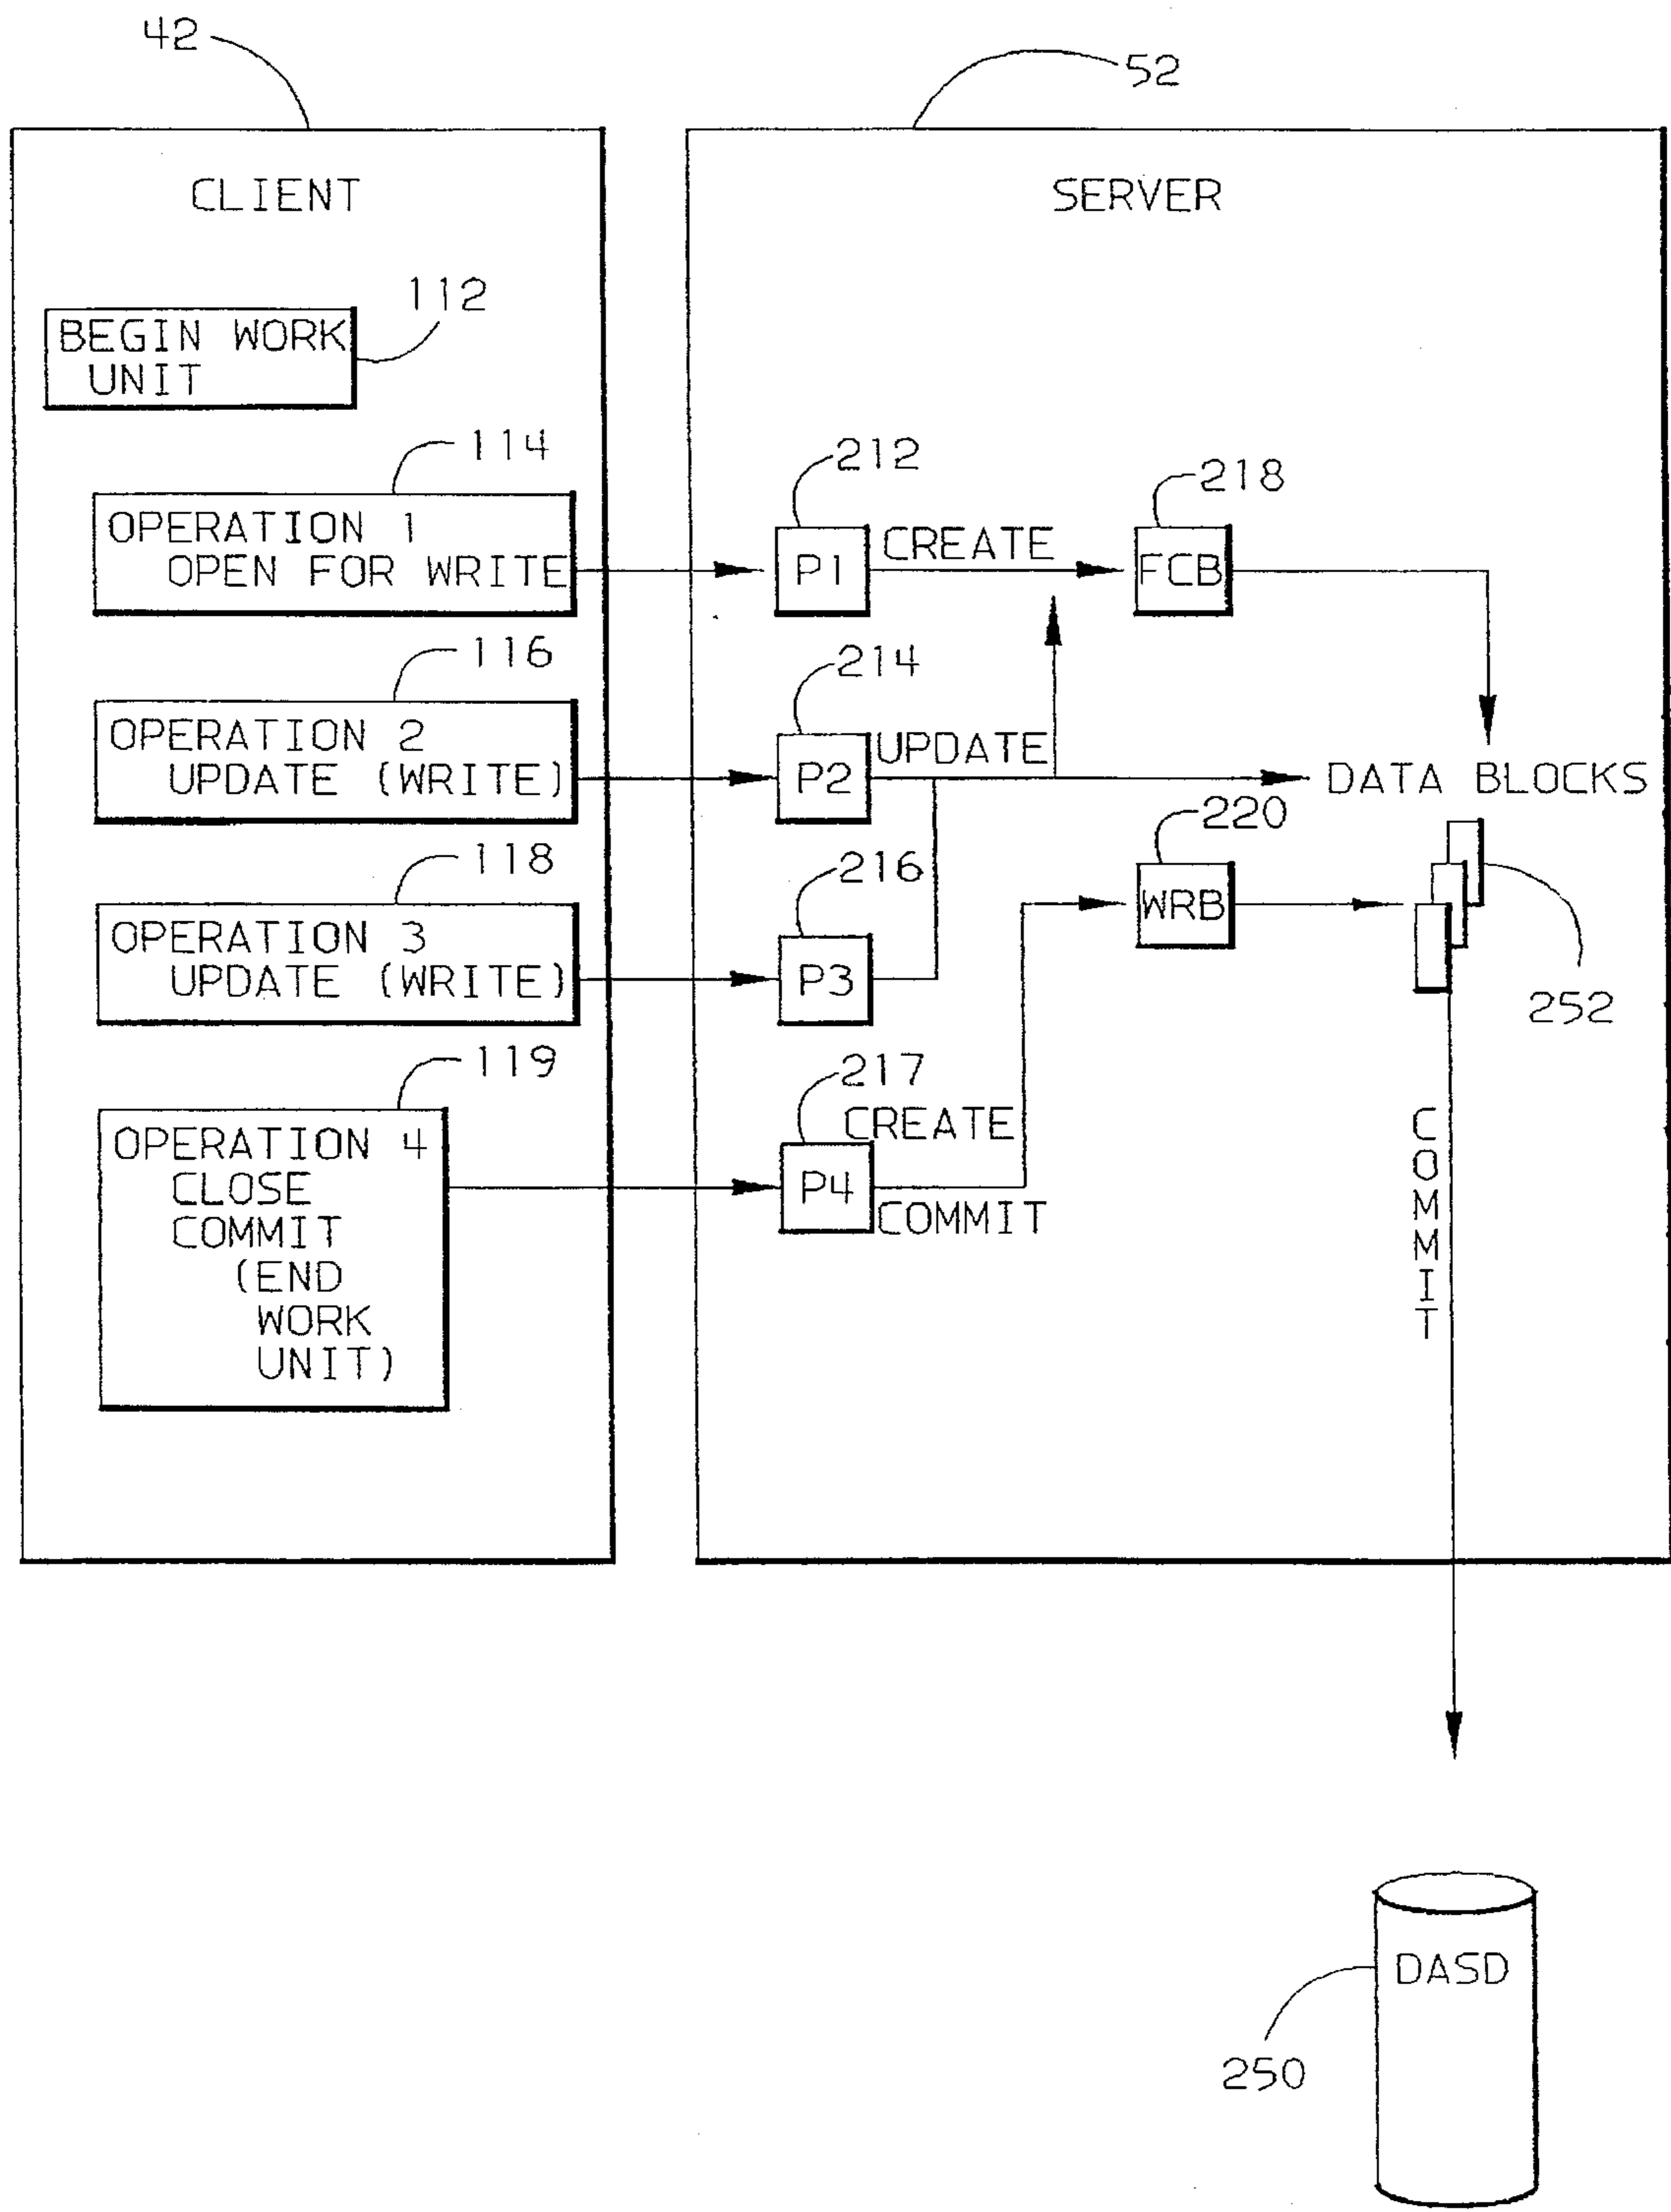 42
52
CLIENT
SERVER
112
BEGIN WORK
UNIT
114
OPERATION 1
OPEN FOR WRITE
212
P1
CREATE
218
FCB
116
OPERATION 2
UPDATE (WRITE)
214
P2
UPDATE
DATA BLOCKS
118
OPERATION 3
UPDATE (WRITE)
216
P3
220
WRB
252
119
OPERATION 4
CLOSE
COMMIT
(END
WORK
UNIT)
217
CREATE
P4
COMMIT
COMMIT
DASD
250